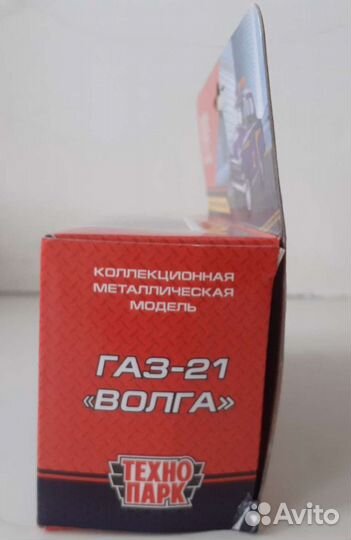 КОЛЛЕКЦИОННАЯ
МЕТАЛЛИЧЕСКАЯ
МОДЕЛЬ
ГАЗ-21
«ВОЛГА»
ТЕХНО
ПАРК
Avito